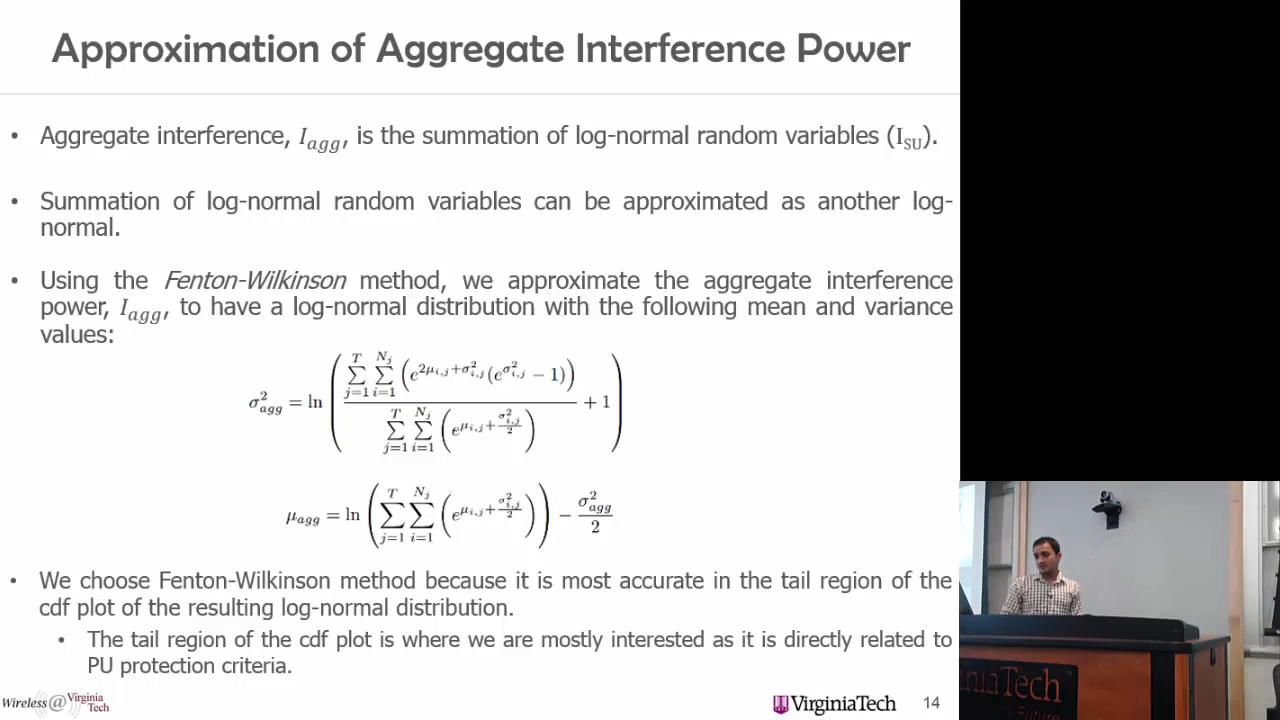 Approximation of Aggregate Interference Power
• Aggregate interference, I_agg, is the summation of log-normal random variables (I_SU).
• Summation of log-normal random variables can be approximated as another log-
normal.
• Using the Fenton-Wilkinson method, we approximate the aggregate interference
power, I_agg, to have a log-normal distribution with the following mean and variance
values:
σ²_agg = ln ( ( Σ_{j=1}^{T} Σ_{i=1}^{N_j} ( e^{2μ_{i,j}+σ²_{i,j}} (e^{σ²_{i,j}} − 1) ) ) / ( Σ_{j=1}^{T} Σ_{i=1}^{N_j} ( e^{μ_{i,j}+σ²_{i,j}/2} ) ) + 1 )
μ_agg = ln ( Σ_{j=1}^{T} Σ_{i=1}^{N_j} ( e^{μ_{i,j}+σ²_{i,j}/2} ) ) − σ²_agg / 2
• We choose Fenton-Wilkinson method because it is most accurate in the tail region of the
cdf plot of the resulting log-normal distribution.
• The tail region of the cdf plot is where we are mostly interested as it is directly related to
PU protection criteria.
Wireless@Virginia
Tech
VirginiaTech
14
iniaTech
Future